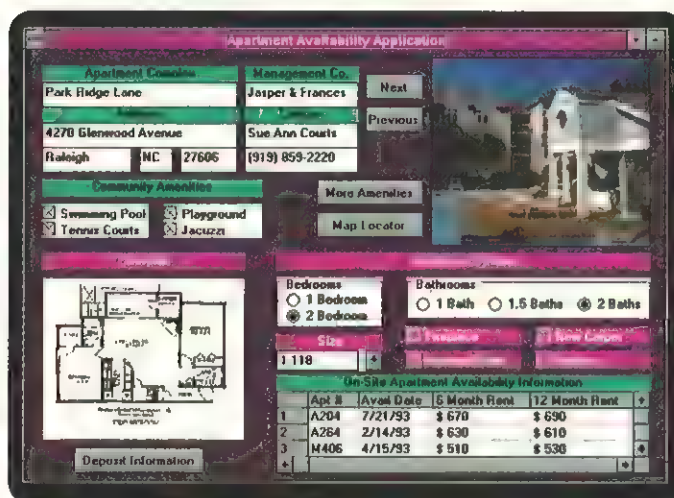 Apartment Availability Application
Apartment Complex
Management Co.
Park Ridge Lane
Jasper & Frances
Next
Previous
4270 Glenwood Avenue
Sue Ann Courts
Raleigh NC 27606
(919) 859-2220
Community Amenities
Swimming Pool
Playground
Tennis Courts
Jacuzzi
More Amenities
Map Locator
Bedrooms
1 Bedroom
2 Bedroom
Bathrooms
1 Bath 1.5 Baths 2 Baths
Size
1118
Fireplace
New Carpet
On-Site Apartment Availability Information
Apt # Avail Date 6 Month Rent 12 Month Rent
1 A204 7/21/93 $ 670 $ 690
2 A264 2/14/93 $ 630 $ 610
3 M406 4/15/93 $ 510 $ 530
Deposit Information